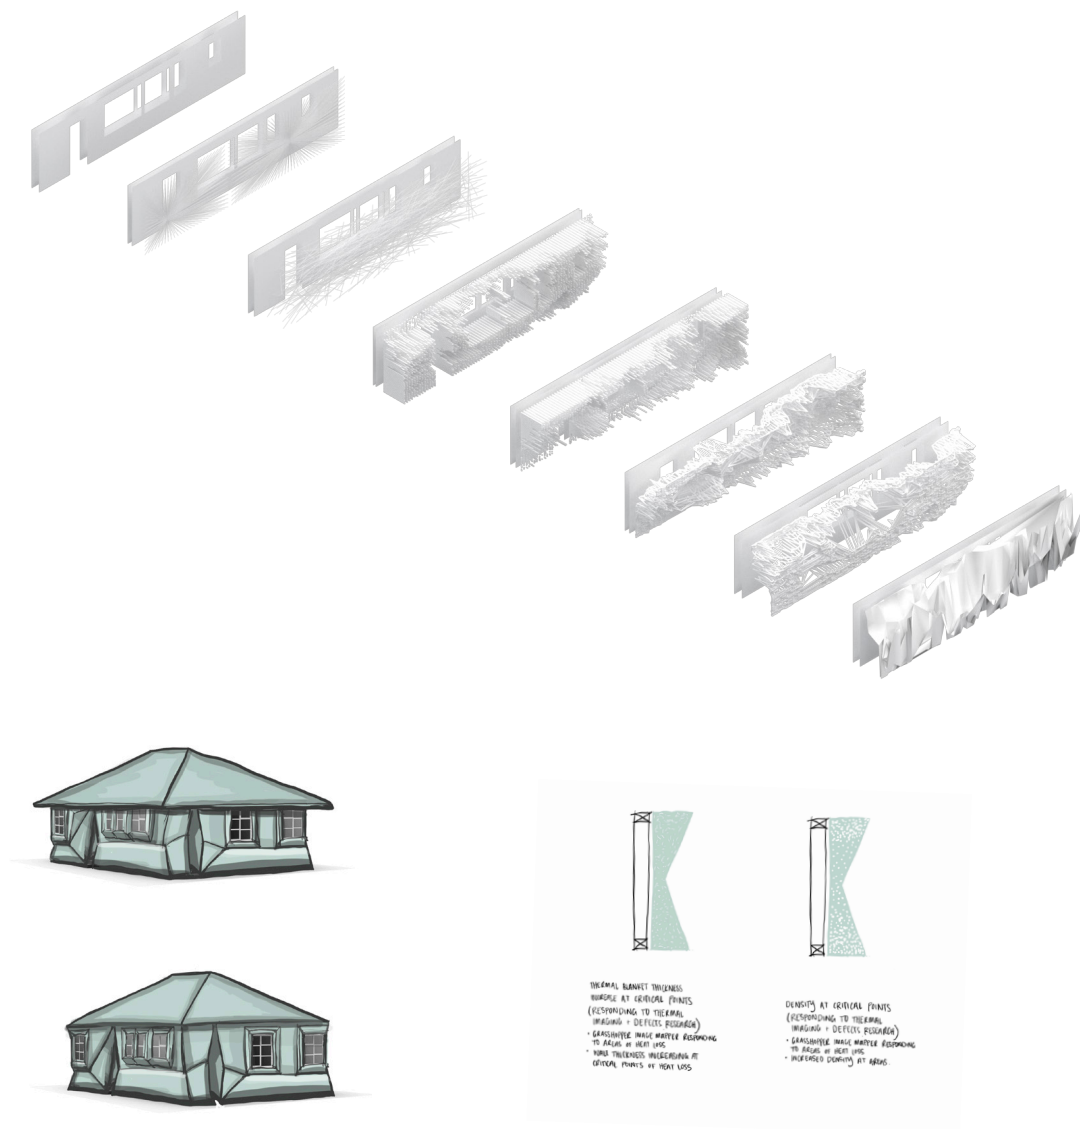 THERMAL BLANKET THICKNESS
INCREASE AT CRITICAL POINTS
(RESPONDING TO THERMAL
IMAGING + DEFECTS RESEARCH)
• GRASSHOPPER IMAGE MAPPER RESPONDING
TO AREAS OF HEAT LOSS
• THICKNESS INCREASING AT
CRITICAL POINTS OF HEAT LOSS
DENSITY AT CRITICAL POINTS
(RESPONDING TO THERMAL
IMAGING + DEFECTS RESEARCH)
• GRASSHOPPER IMAGE MAPPER RESPONDING
TO AREAS OF HEAT LOSS
• INCREASED DENSITY AT AREAS